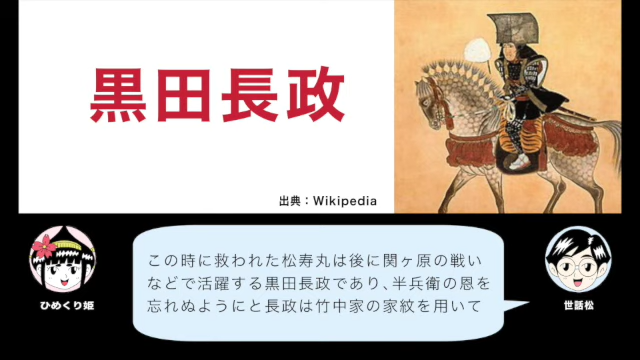 黒田長政
出典：Wikipedia
この時に救われた松寿丸は後に関ヶ原の戦い
などで活躍する黒田長政であり､半兵衛の恩を
忘れぬようにと長政は竹中家の家紋を用いて
ひめくり姫
世話松